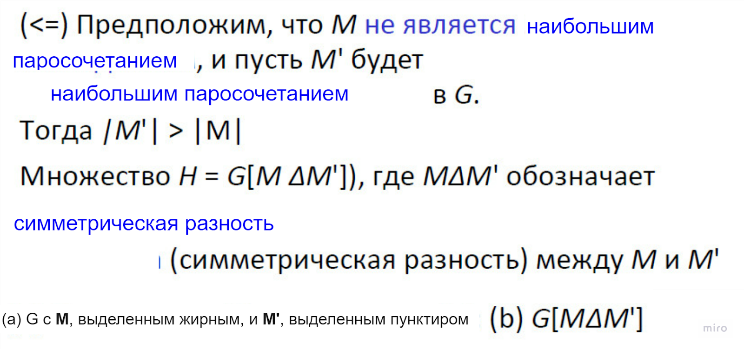 (<=) Предположим, что M не является наибольшим
паросочетанием , и пусть M' будет
наибольшим паросочетанием в G.
Тогда |M'| > |M|
Множество H = G[M ΔM']), где MΔM' обозначает
симметрическая разность
(симметрическая разность) между M и M'
(a) G с M, выделенным жирным, и M', выделенным пунктиром (b) G[MΔM']
miro